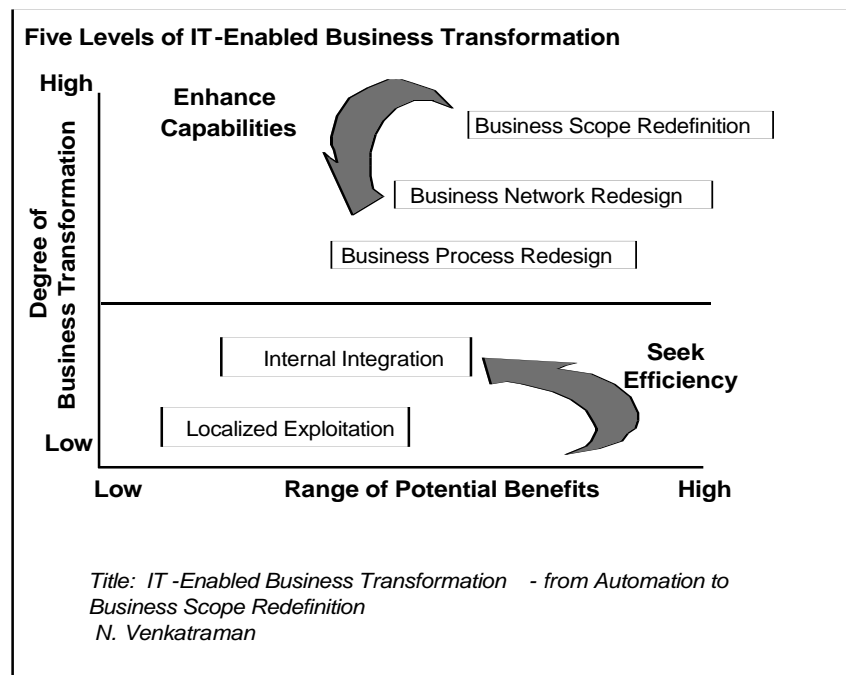 Five Levels of IT-Enabled Business Transformation
High
Enhance
Capabilities
Business Scope Redefinition
Business Network Redesign
Business Process Redesign
Degree of
Business Transformation
Internal Integration
Seek
Efficiency
Localized Exploitation
Low
Low
Range of Potential Benefits
High
Title: IT -Enabled Business Transformation - from Automation to
Business Scope Redefinition
N. Venkatraman